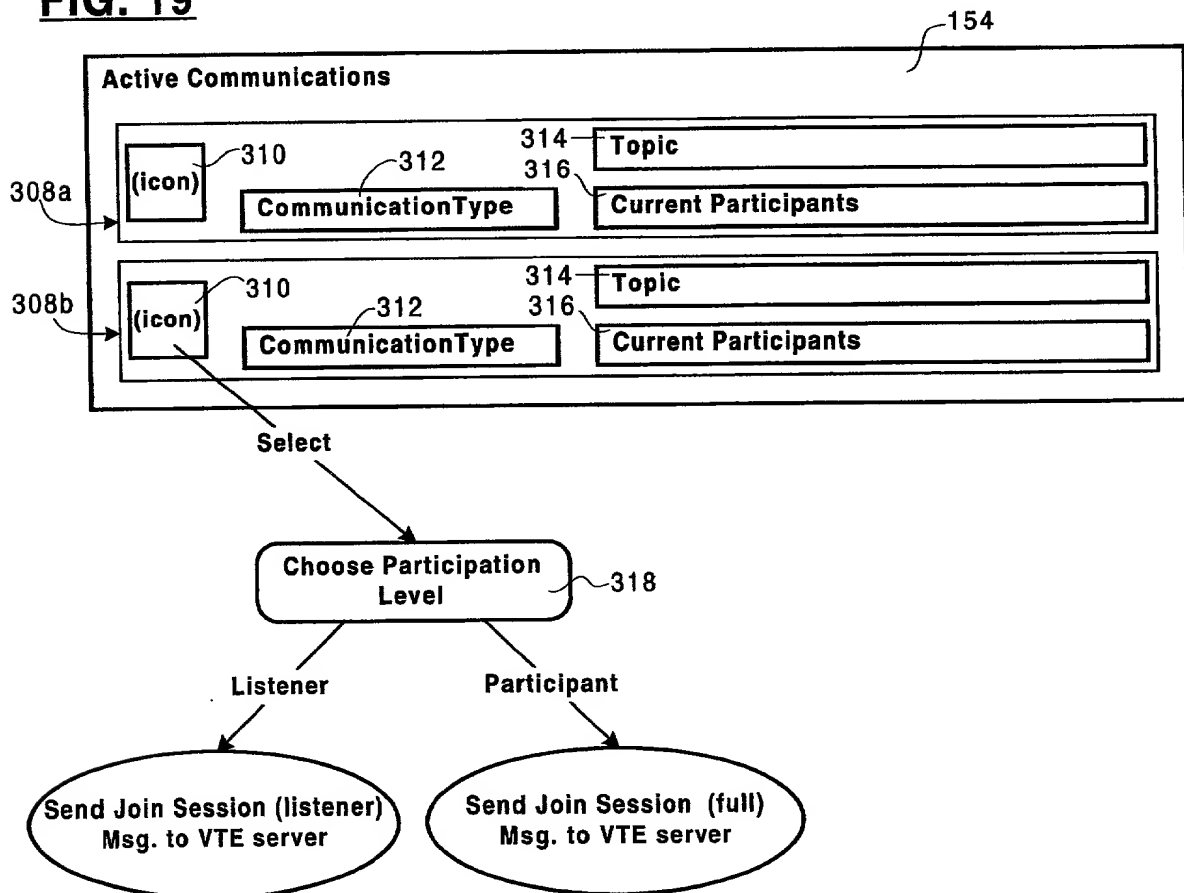 FIG. 19
154
Active Communications
314 Topic
310
(icon)
312
316
308a
CommunicationType
Current Participants
314 Topic
310
(icon)
312
316
308b
CommunicationType
Current Participants
Select
Choose Participation
Level
318
Listener
Participant
Send Join Session (listener)
Msg. to VTE server
Send Join Session (full)
Msg. to VTE server